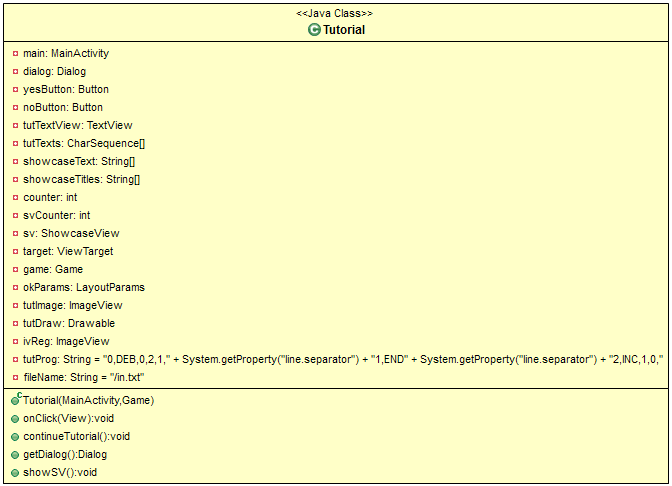 <<Java Class>>
C Tutorial
main: MainActivity
dialog: Dialog
yesButton: Button
noButton: Button
tutTextView: TextView
tutTexts: CharSequence[]
showcaseText: String[]
showcaseTitles: String[]
counter: int
svCounter: int
sv: ShowcaseView
target: ViewTarget
game: Game
okParams: LayoutParams
tutImage: ImageView
tutDraw: Drawable
ivReg: ImageView
tutProg: String = "0,DEB,0,2,1," + System.getProperty("line.separator") + "1,END" + System.getProperty("line.separator") + "2,INC,1,0,"
fileName: String = "/in.txt"
C Tutorial(MainActivity,Game)
onClick(View):void
continueTutorial():void
getDialog():Dialog
showSV():void